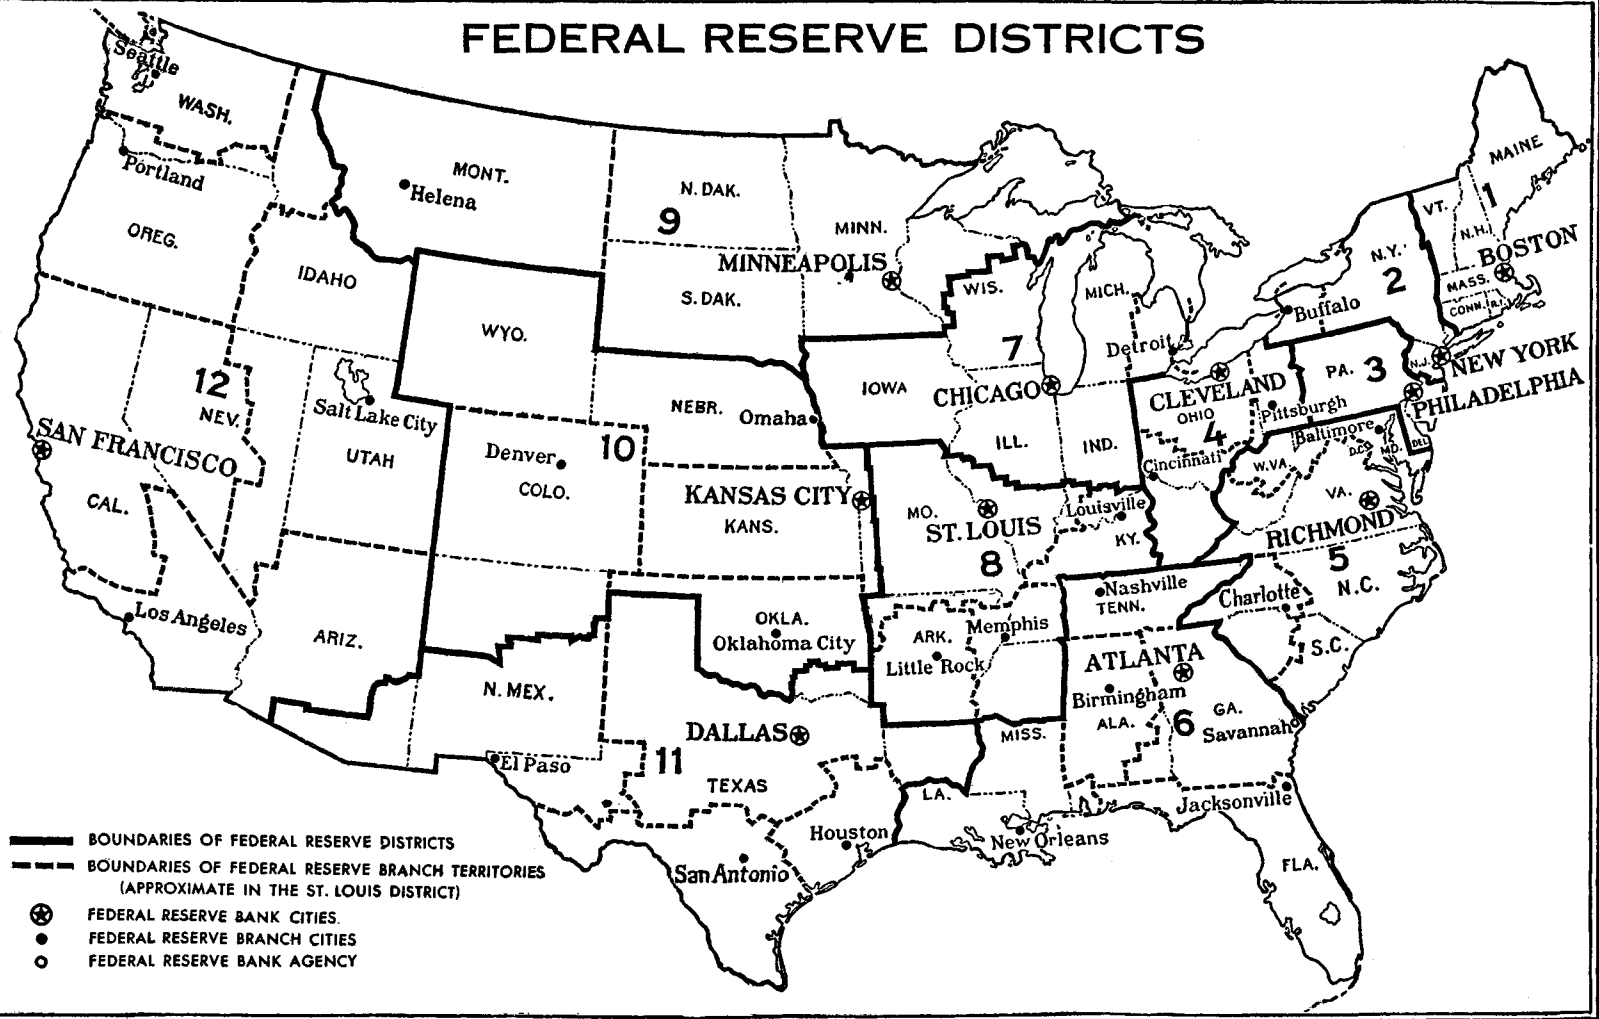 FEDERAL RESERVE DISTRICTS
Seattle
WASH.
Portland
OREG.
MONT.
Helena
IDAHO
N. DAK.
9
S. DAK.
MINN.
MINNEAPOLIS
WYO.
WIS.
MICH.
7
Detroit
IOWA
CHICAGO
ILL.
IND.
MAINE
1
VT.
N.H.
BOSTON
MASS.
CONN.
R.I.
N.Y.
2
Buffalo
NEW YORK
N.J.
PA.
3
PHILADELPHIA
CLEVELAND
OHIO
4
Pittsburgh
Cincinnati
Baltimore
D.C.
MD.
DEL.
W.VA.
VA.
RICHMOND
5
N.C.
Charlotte
S.C.
12
NEV.
SAN FRANCISCO
CAL.
Los Angeles
Salt Lake City
UTAH
ARIZ.
NEBR.
Omaha
10
Denver
COLO.
KANSAS CITY
KANS.
MO.
ST. LOUIS
8
Louisville
KY.
OKLA.
Oklahoma City
ARK.
Little Rock
Memphis
Nashville
TENN.
ATLANTA
Birmingham
ALA.
6
GA.
Savannah
Jacksonville
FLA.
MISS.
LA.
New Orleans
N. MEX.
El Paso
DALLAS
11
TEXAS
Houston
San Antonio
BOUNDARIES OF FEDERAL RESERVE DISTRICTS
BOUNDARIES OF FEDERAL RESERVE BRANCH TERRITORIES
(APPROXIMATE IN THE ST. LOUIS DISTRICT)
FEDERAL RESERVE BANK CITIES.
FEDERAL RESERVE BRANCH CITIES
FEDERAL RESERVE BANK AGENCY